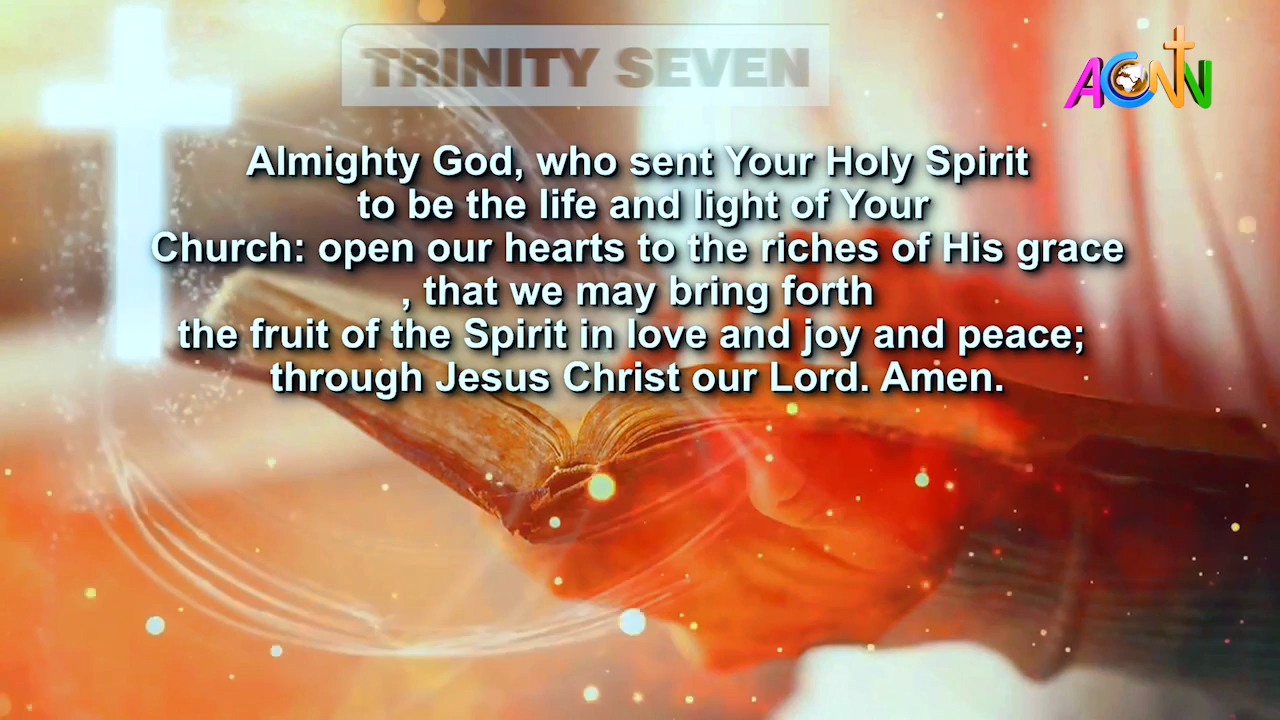 TRINITY SEVEN
ACNN
Almighty God, who sent Your Holy Spirit
to be the life and light of Your
Church: open our hearts to the riches of His grace
, that we may bring forth
the fruit of the Spirit in love and joy and peace;
through Jesus Christ our Lord. Amen.